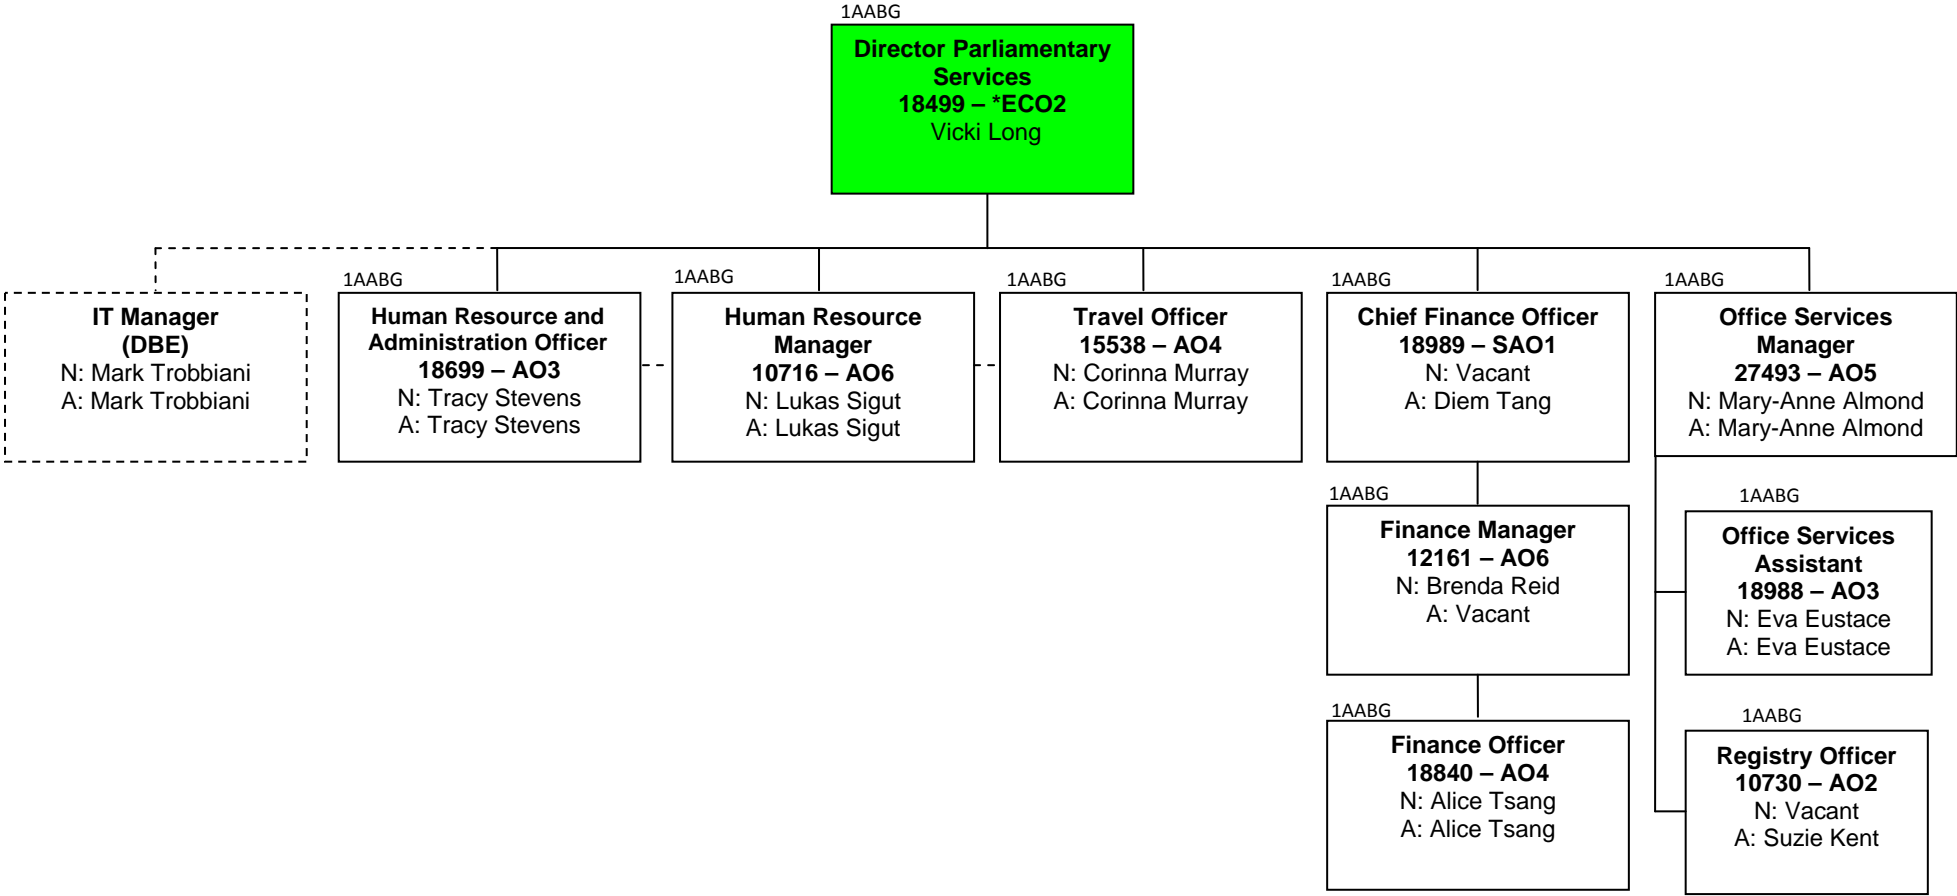 1AABG
Director Parliamentary
Services
18499 – *ECO2
Vicki Long
IT Manager
(DBE)
N: Mark Trobbiani
A: Mark Trobbiani
1AABG
Human Resource and
Administration Officer
18699 – AO3
N: Tracy Stevens
A: Tracy Stevens
1AABG
Human Resource
Manager
10716 – AO6
N: Lukas Sigut
A: Lukas Sigut
1AABG
Travel Officer
15538 – AO4
N: Corinna Murray
A: Corinna Murray
1AABG
Chief Finance Officer
18989 – SAO1
N: Vacant
A: Diem Tang
1AABG
Office Services
Manager
27493 – AO5
N: Mary-Anne Almond
A: Mary-Anne Almond
1AABG
Finance Manager
12161 – AO6
N: Brenda Reid
A: Vacant
1AABG
Office Services
Assistant
18988 – AO3
N: Eva Eustace
A: Eva Eustace
1AABG
Finance Officer
18840 – AO4
N: Alice Tsang
A: Alice Tsang
1AABG
Registry Officer
10730 – AO2
N: Vacant
A: Suzie Kent